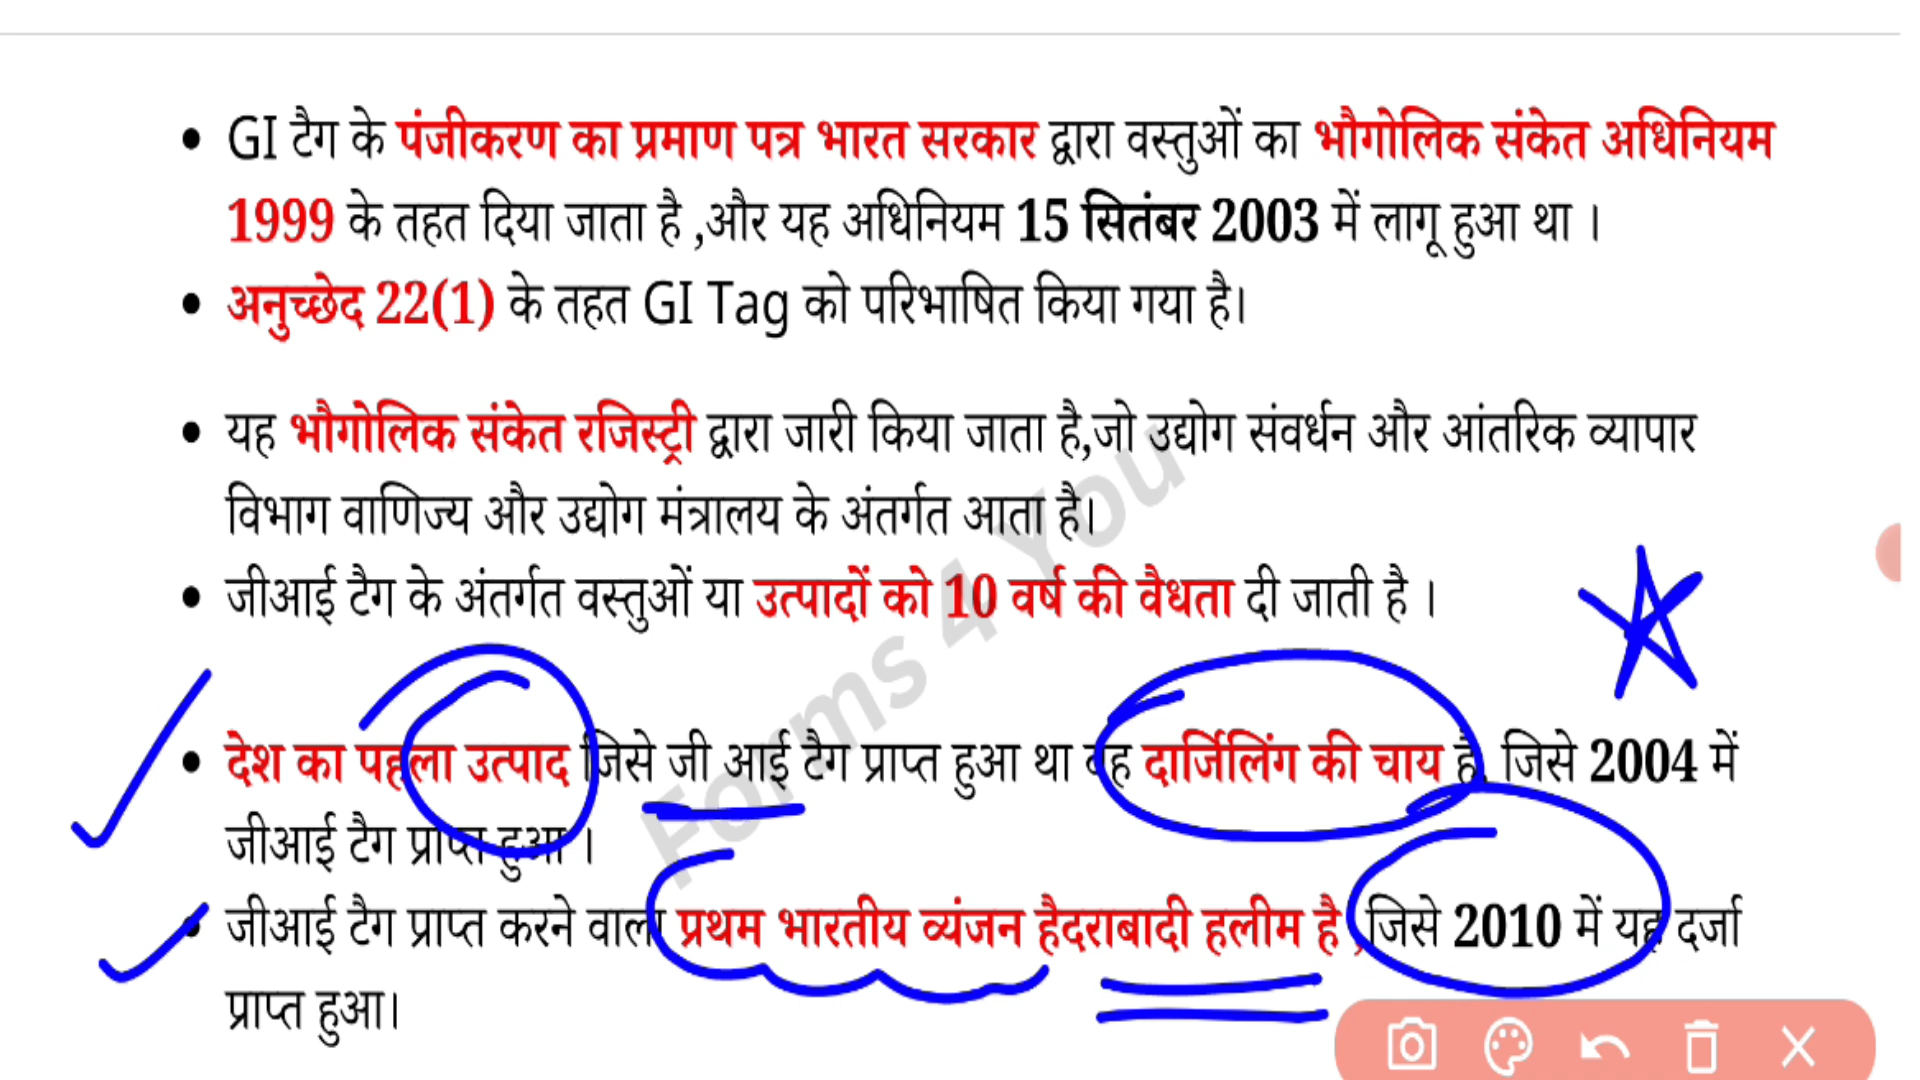 • GI टैग के पंजीकरण का प्रमाण पत्र भारत सरकार द्वारा वस्तुओं का भौगोलिक संकेत अधिनियम
1999 के तहत दिया जाता है ,और यह अधिनियम 15 सितंबर 2003 में लागू हुआ था ।
• अनुच्छेद 22(1) के तहत GI Tag को परिभाषित किया गया है।
• यह भौगोलिक संकेत रजिस्ट्री द्वारा जारी किया जाता है,जो उद्योग संवर्धन और आंतरिक व्यापार
विभाग वाणिज्य और उद्योग मंत्रालय के अंतर्गत आता है।
• जीआई टैग के अंतर्गत वस्तुओं या उत्पादों को 10 वर्ष की वैधता दी जाती है ।
• देश का पहला उत्पाद जिसे जी आई टैग प्राप्त हुआ था वह दार्जिलिंग की चाय है, जिसे 2004 में
जीआई टैग प्राप्त हुआ ।
• जीआई टैग प्राप्त करने वाला प्रथम भारतीय व्यंजन हैदराबादी हलीम है ,जिसे 2010 में यह दर्जा
प्राप्त हुआ।
Forms 4 You